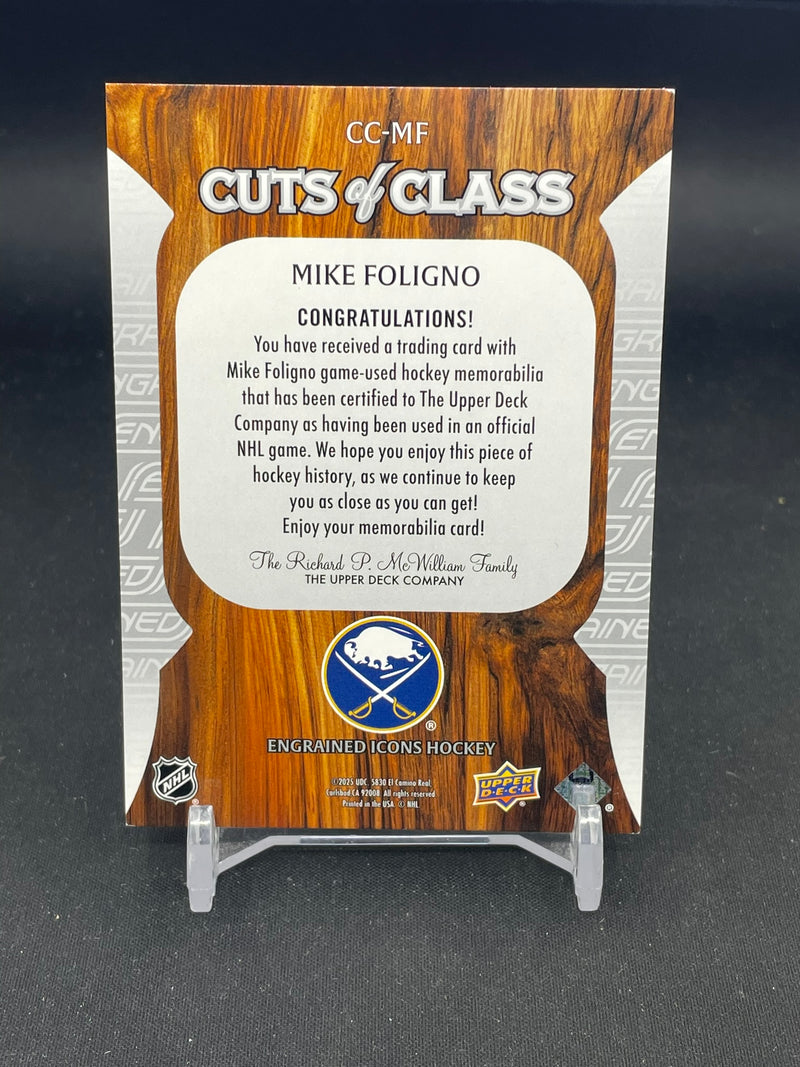 CC-MF
CUTS of CLASS
MIKE FOLIGNO
CONGRATULATIONS!
You have received a trading card with
Mike Foligno game-used hockey memorabilia
that has been certified to The Upper Deck
Company as having been used in an official
NHL game. We hope you enjoy this piece of
hockey history, as we continue to keep
you as close as you can get!
Enjoy your memorabilia card!
The Richard P. McWilliam Family
THE UPPER DECK COMPANY
®
ENGRAINED ICONS HOCKEY
NHL
®
©2025 UDC. 5830 El Camino Real,
Carlsbad CA 92008. All rights reserved
Printed in the USA. © NHL
UPPER
D•E•C•K
®
®